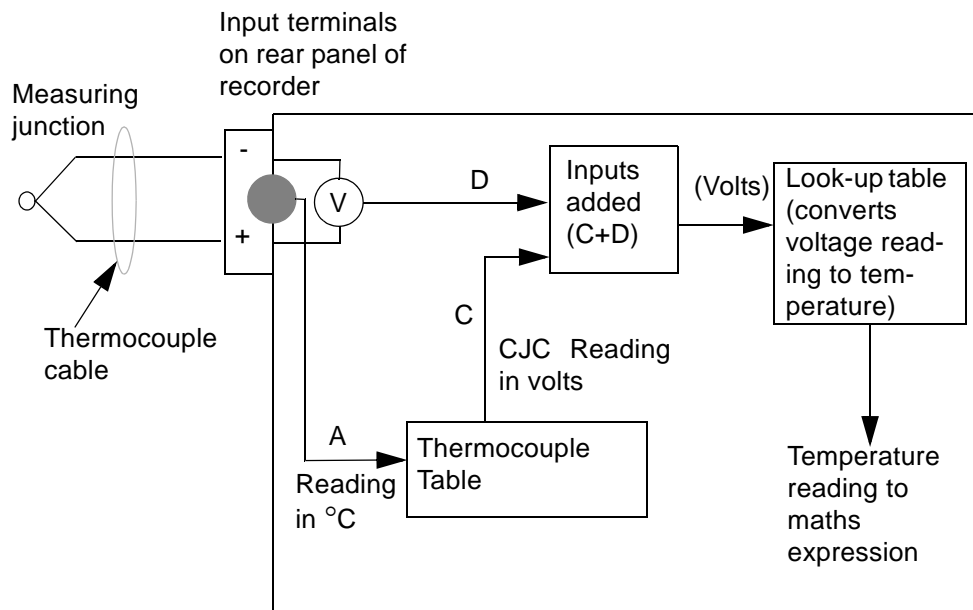 Input terminals
on rear panel of
recorder
Measuring
junction
-
+
V
D
Inputs
added
(C+D)
(Volts)
Look-up table
(converts
voltage read-
ing to tem-
perature)
Thermocouple
cable
C
CJC Reading
in volts
A
Reading
in °C
Thermocouple
Table
Temperature
reading to
maths
expression